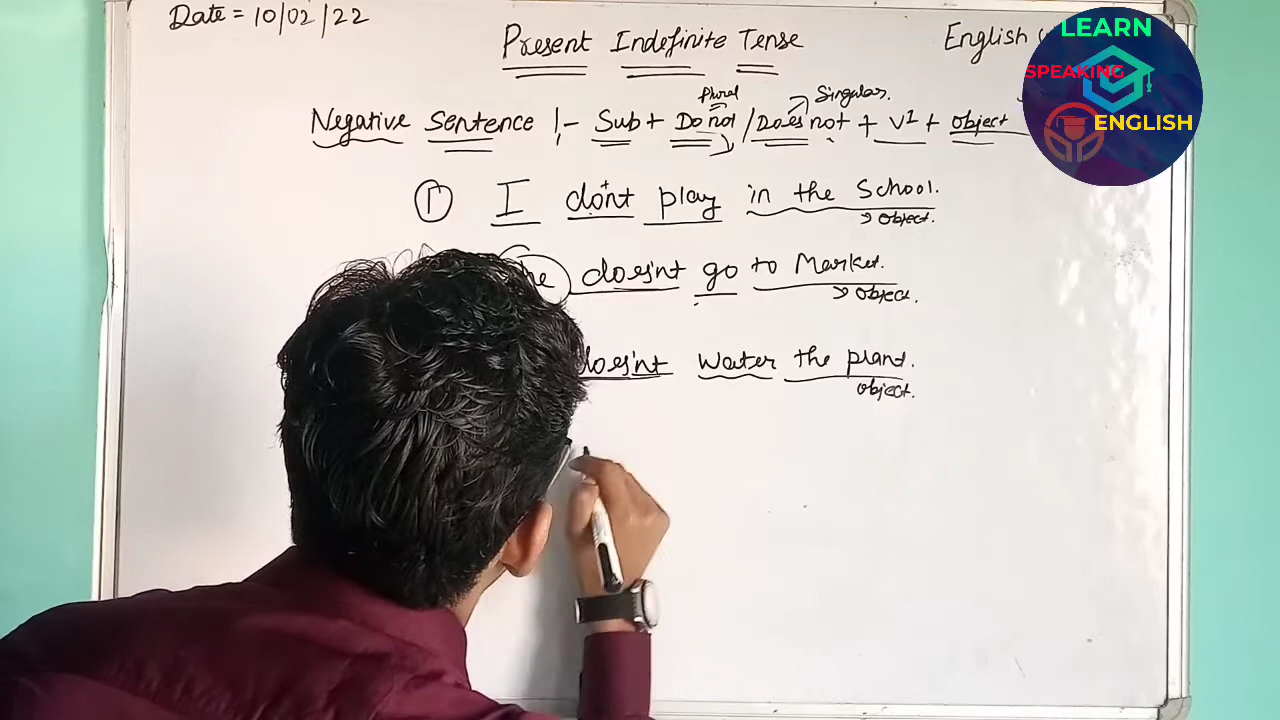 Date = 10/02/22
Present Indefinite Tense
English
LEARN
SPEAKING
ENGLISH
Plural
Singular.
Negative Sentence :- Sub + Do not / Does not + V1 + object
① I don't play in the School.
object.
doesn't go to Market.
object.
doesn't water the plant.
object.